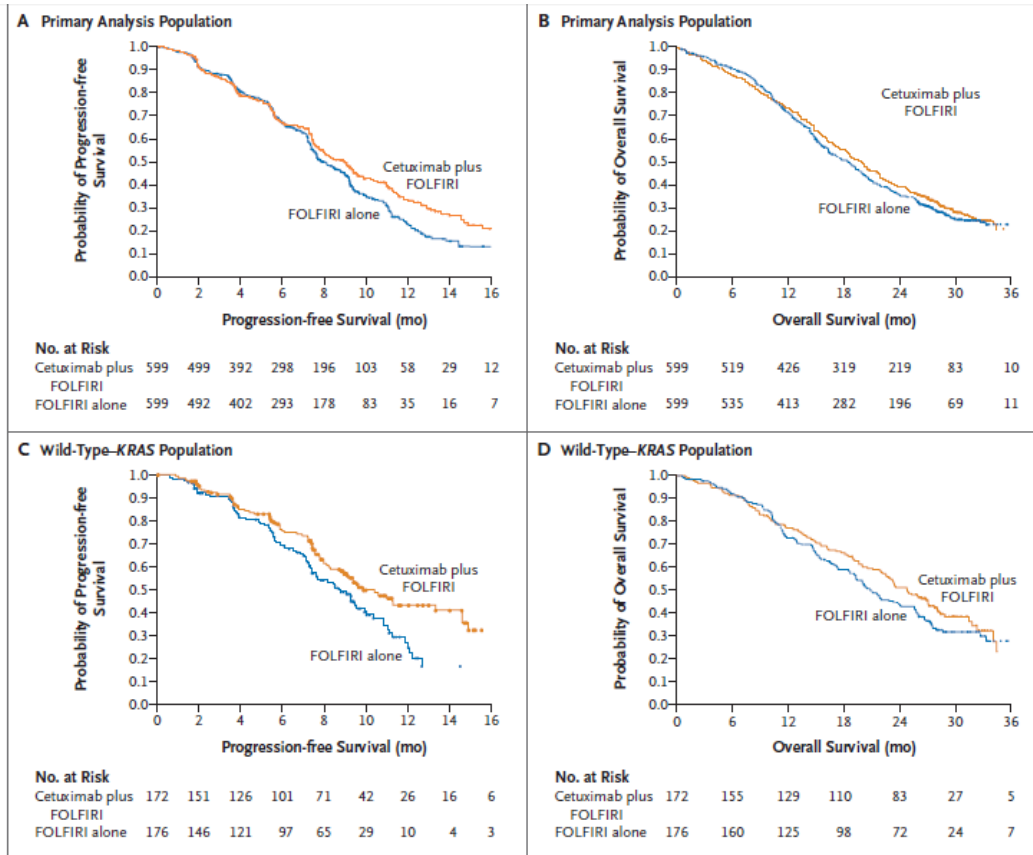 A Primary Analysis Population
Probability of Progression-free
Survival
1.0
0.9
0.8
0.7
0.6
0.5
0.4
0.3
0.2
0.1
0.0
Cetuximab plus
FOLFIRI
FOLFIRI alone
0 2 4 6 8 10 12 14 16
Progression-free Survival (mo)
No. at Risk
Cetuximab plus 599 499 392 298 196 103 58 29 12
FOLFIRI
FOLFIRI alone 599 492 402 293 178 83 35 16 7
B Primary Analysis Population
Probability of Overall Survival
1.0
0.9
0.8
0.7
0.6
0.5
0.4
0.3
0.2
0.1
0.0
Cetuximab plus
FOLFIRI
FOLFIRI alone
0 6 12 18 24 30 36
Overall Survival (mo)
No. at Risk
Cetuximab plus 599 519 426 319 219 83 10
FOLFIRI
FOLFIRI alone 599 535 413 282 196 69 11
C Wild-Type–KRAS Population
Probability of Progression-free
Survival
1.0
0.9
0.8
0.7
0.6
0.5
0.4
0.3
0.2
0.1
0.0
Cetuximab plus
FOLFIRI
FOLFIRI alone
0 2 4 6 8 10 12 14 16
Progression-free Survival (mo)
No. at Risk
Cetuximab plus 172 151 126 101 71 42 26 16 6
FOLFIRI
FOLFIRI alone 176 146 121 97 65 29 10 4 3
D Wild-Type–KRAS Population
Probability of Overall Survival
1.0
0.9
0.8
0.7
0.6
0.5
0.4
0.3
0.2
0.1
0.0
Cetuximab plus
FOLFIRI
FOLFIRI alone
0 6 12 18 24 30 36
Overall Survival (mo)
No. at Risk
Cetuximab plus 172 155 129 110 83 27 5
FOLFIRI
FOLFIRI alone 176 160 125 98 72 24 7